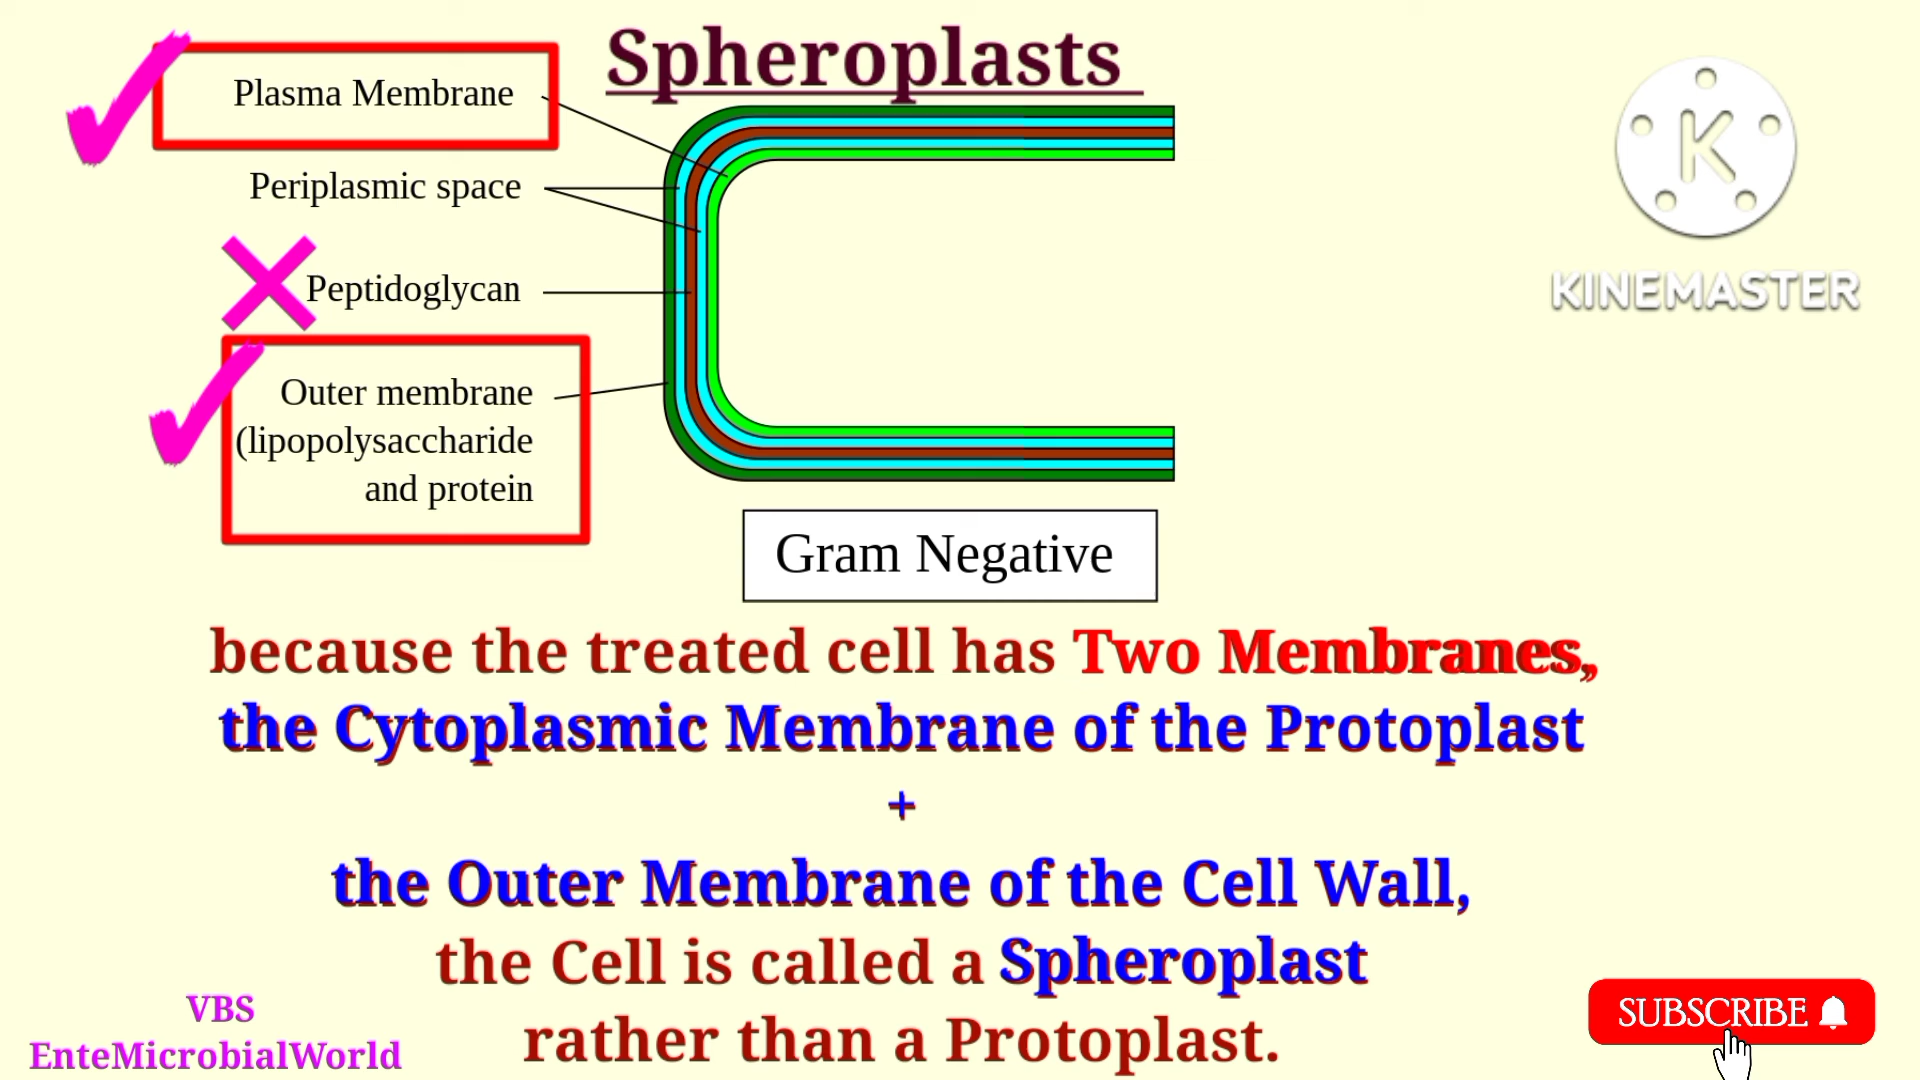 Spheroplasts
Plasma Membrane
Periplasmic space
Peptidoglycan
Outer membrane
(lipopolysaccharide
and protein
K
KINEMASTER
Gram Negative
because the treated cell has Two Membranes,
the Cytoplasmic Membrane of the Protoplast
+
the Outer Membrane of the Cell Wall,
the Cell is called a Spheroplast
rather than a Protoplast.
VBS
EnteMicrobialWorld
SUBSCRIBE